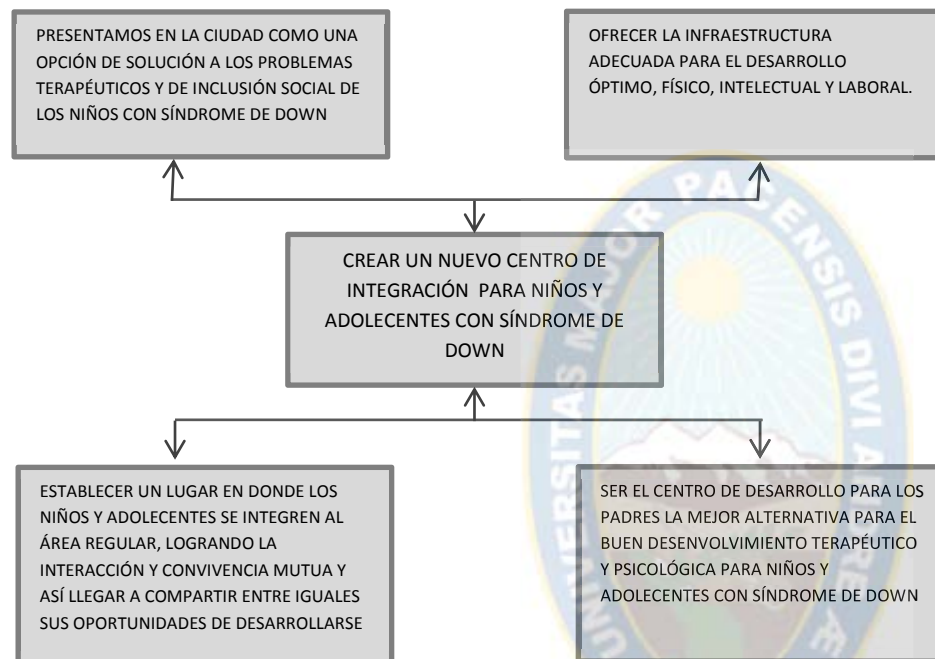 PRESENTAMOS EN LA CIUDAD COMO UNA
OPCIÓN DE SOLUCIÓN A LOS PROBLEMAS
TERAPÉUTICOS Y DE INCLUSIÓN SOCIAL DE
LOS NIÑOS CON SÍNDROME DE DOWN
OFRECER LA INFRAESTRUCTURA
ADECUADA PARA EL DESARROLLO
ÓPTIMO, FÍSICO, INTELECTUAL Y LABORAL.
CREAR UN NUEVO CENTRO DE
INTEGRACIÓN PARA NIÑOS Y
ADOLECENTES CON SÍNDROME DE
DOWN
ESTABLECER UN LUGAR EN DONDE LOS
NIÑOS Y ADOLECENTES SE INTEGREN AL
ÁREA REGULAR, LOGRANDO LA
INTERACCIÓN Y CONVIVENCIA MUTUA Y
ASÍ LLEGAR A COMPARTIR ENTRE IGUALES
SUS OPORTUNIDADES DE DESARROLLARSE
SER EL CENTRO DE DESARROLLO PARA LOS
PADRES LA MEJOR ALTERNATIVA PARA EL
BUEN DESENVOLVIMIENTO TERAPÉUTICO
Y PSICOLÓGICA PARA NIÑOS Y
ADOLECENTES CON SÍNDROME DE DOWN
UNIVERSITAS MAJOR PACENSIS DIVI ANDREÆ